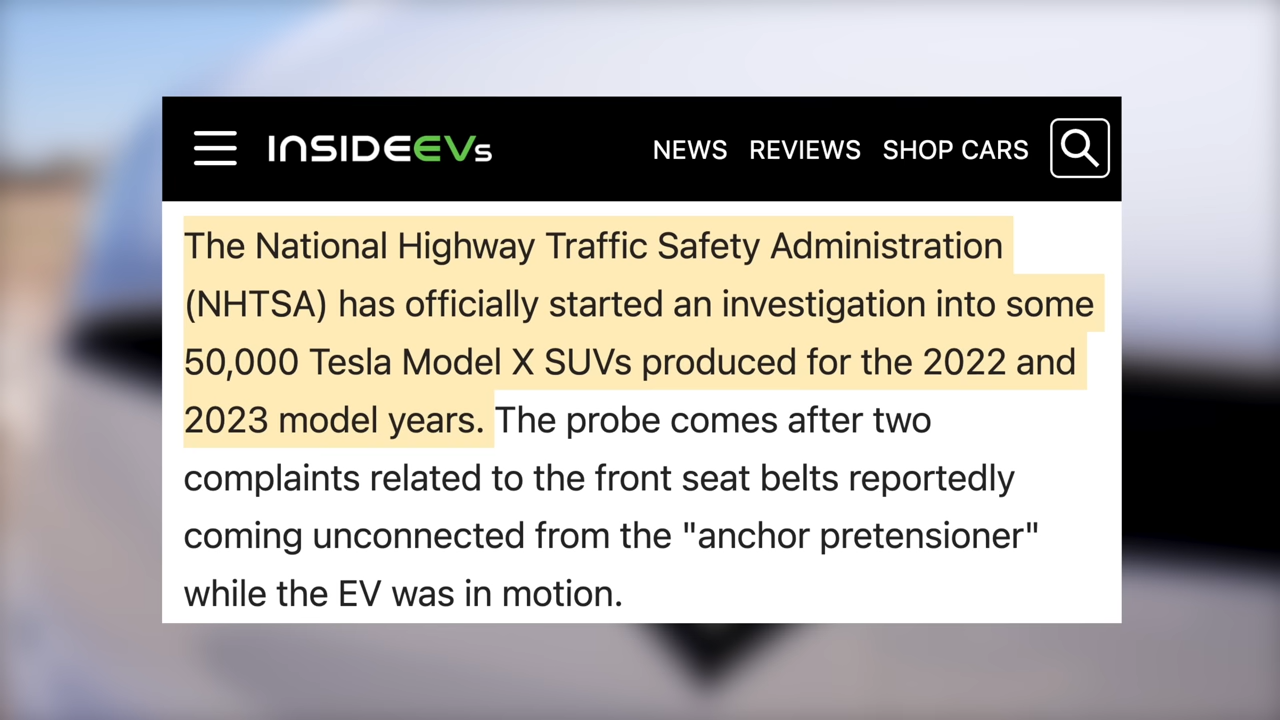 INSIDEEVs NEWS REVIEWS SHOP CARS
The National Highway Traffic Safety Administration
(NHTSA) has officially started an investigation into some
50,000 Tesla Model X SUVs produced for the 2022 and
2023 model years. The probe comes after two
complaints related to the front seat belts reportedly
coming unconnected from the "anchor pretensioner"
while the EV was in motion.